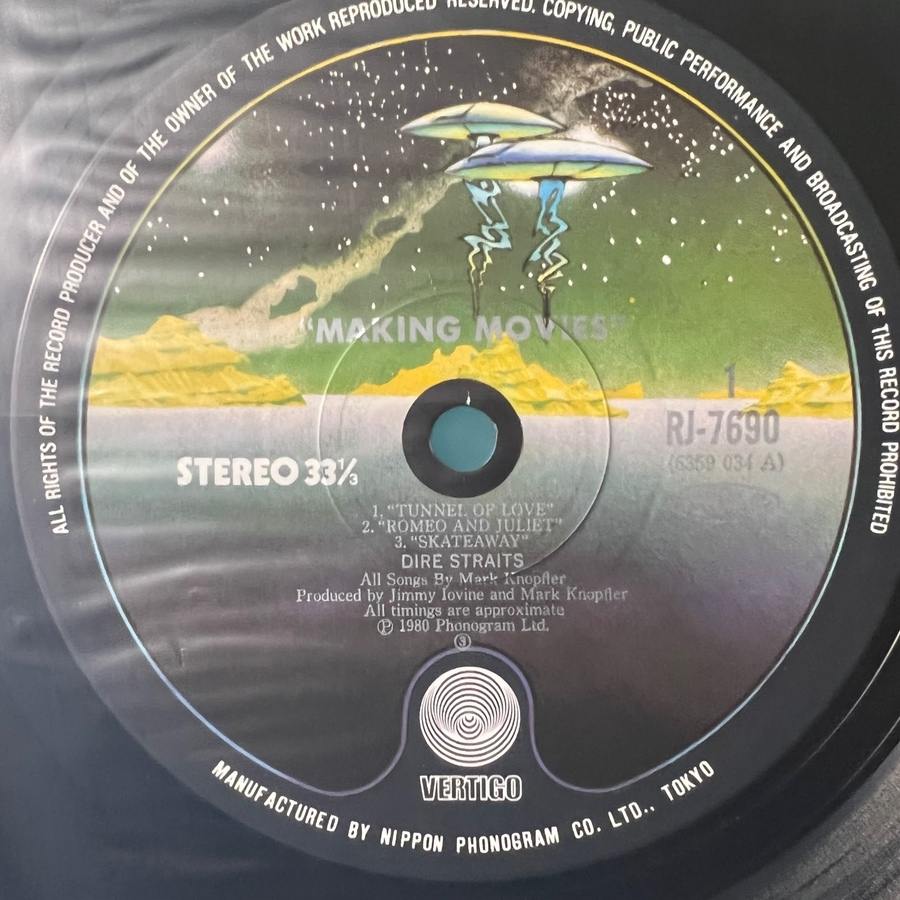 ALL RIGHTS OF THE RECORD PRODUCER AND OF THE OWNER OF THE WORK REPRODUCED RESERVED. COPYING, PUBLIC PERFORMANCE AND BROADCASTING OF THIS RECORD PROHIBITED
"MAKING MOVIES"
1
RJ-7690
(6359 034 A)
STEREO 33⅓
1. "TUNNEL OF LOVE"
2. "ROMEO AND JULIET"
3. "SKATEAWAY"
DIRE STRAITS
All Songs By Mark Knopfler
Produced by Jimmy Iovine and Mark Knopfler
All timings are approximate
℗ 1980 Phonogram Ltd.
VERTIGO
MANUFACTURED BY NIPPON PHONOGRAM CO. LTD., TOKYO